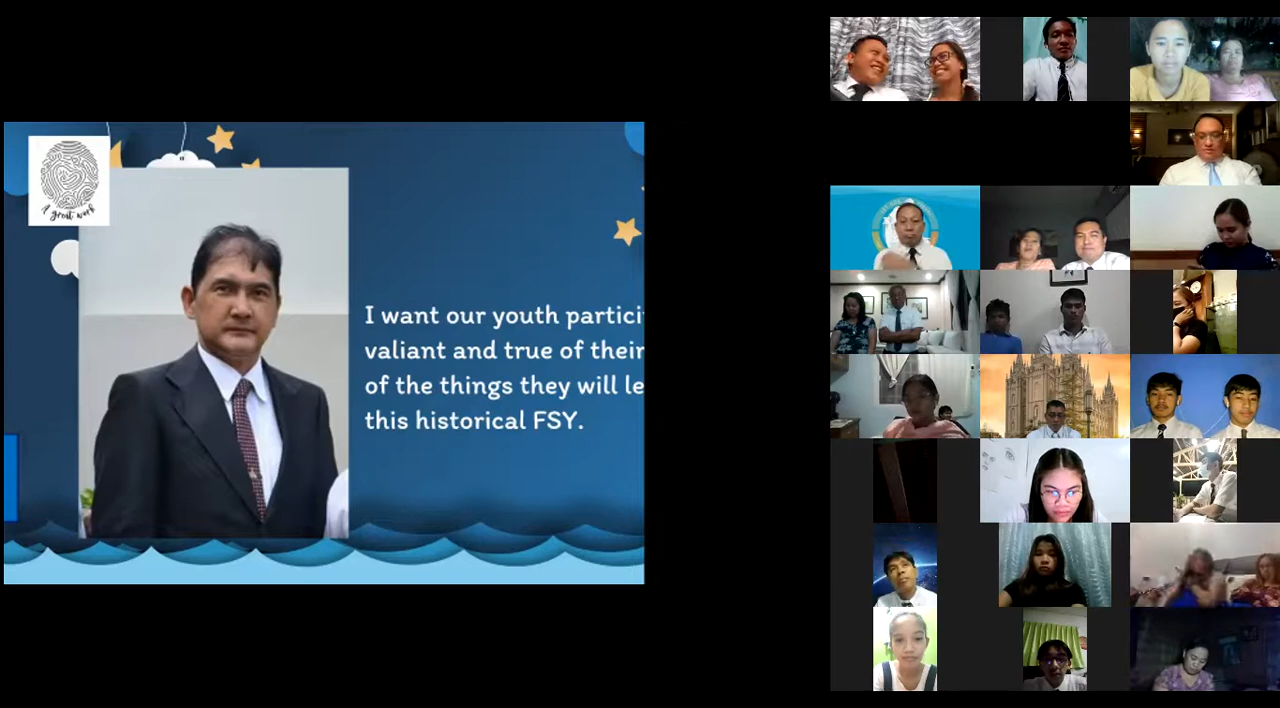 A great work
I want our youth partici
valiant and true of their
of the things they will le
this historical FSY.